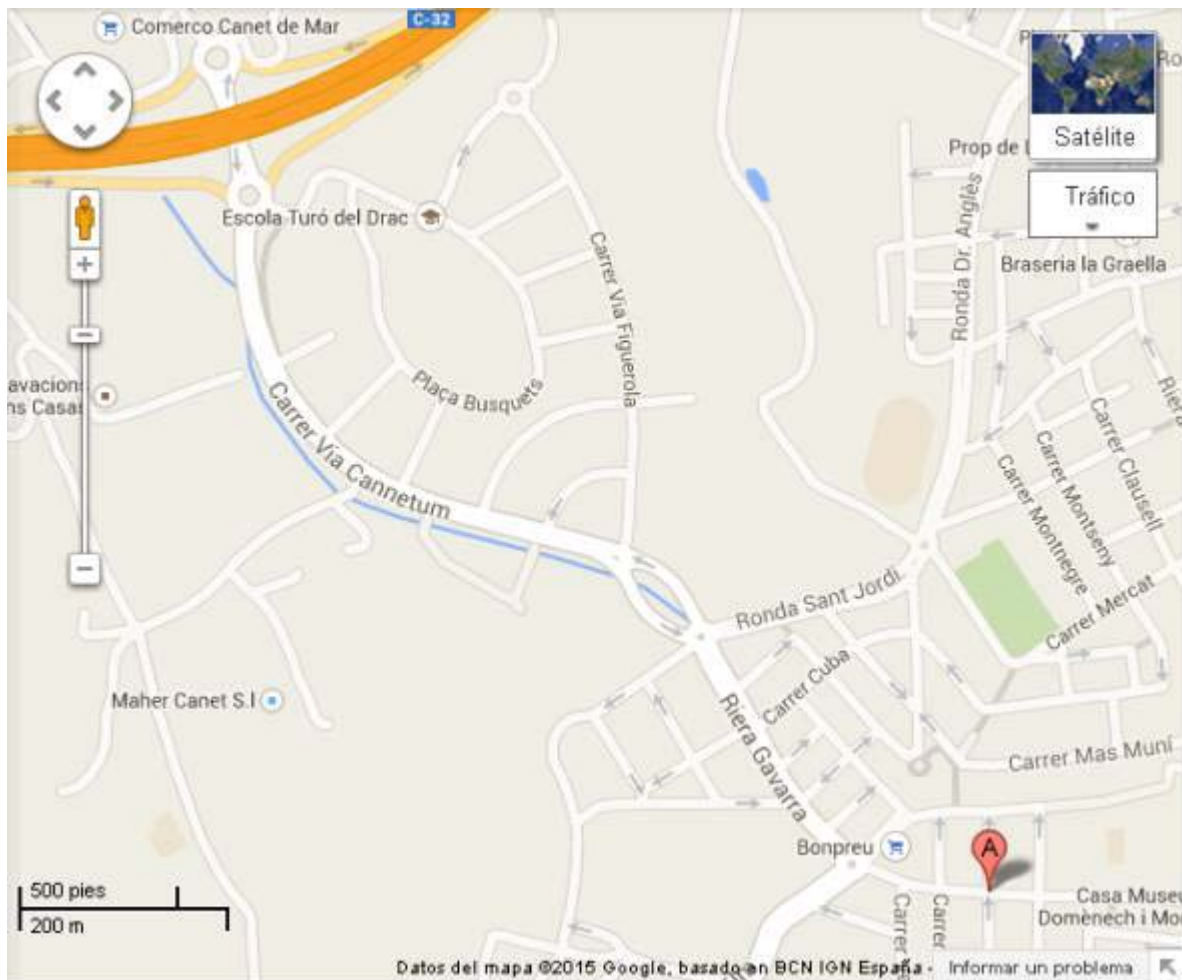 C-32
Comerco Canet de Mar
Satélite
Prop de
Tráfico
Escola Turó del Drac
Ronda Dr. Anglès
Braseria la Graella
Carrer Via Figuerola
Plaça Busquets
Riera
Carrer Via Cannetum
Carrer Clausell
Carrer Montseny
Carrer Montnegre
Ronda Sant Jordi
Carrer Mercat
Carrer Cuba
Maher Canet S.l
Riera Gavarra
Carrer Mas Muní
Bonpreu
A
500 pies
200 m
Casa Museu
Domènech i Mo
Carrer
Carrer
Datos del mapa ©2015 Google, basado en BCN IGN España -
Informar un problema